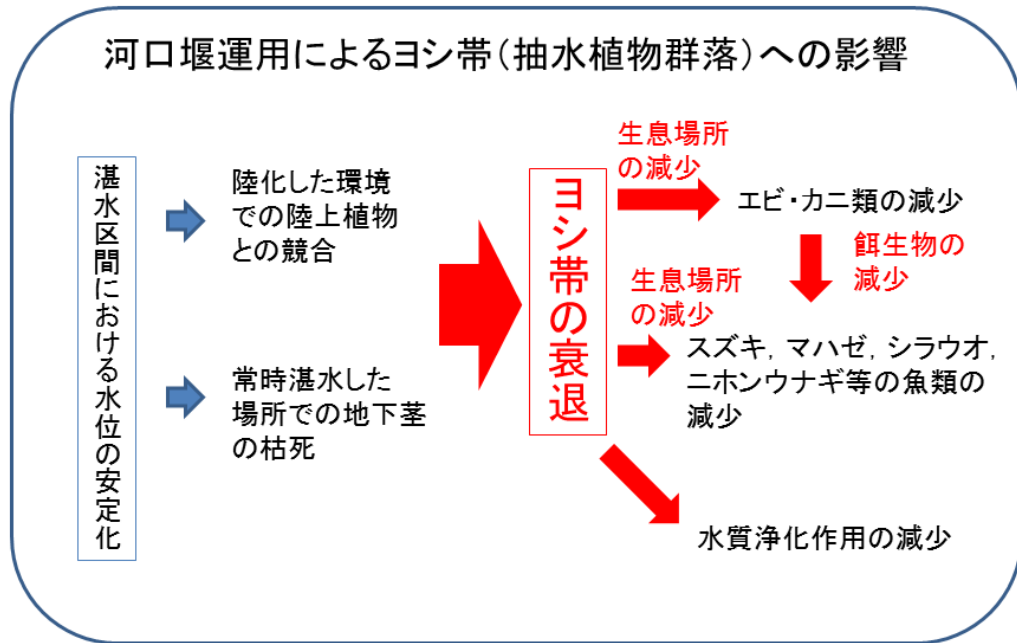 河口堰運用によるヨシ帯(抽水植物群落)への影響
湛水区間における水位の安定化
陸化した環境
での陸上植物
との競合
常時湛水した
場所での地下茎
の枯死
ヨシ帯の衰退
生息場所
の減少
エビ・カニ類の減少
餌生物の
減少
生息場所
の減少
スズキ,マハゼ,シラウオ,
ニホンウナギ等の魚類の
減少
水質浄化作用の減少